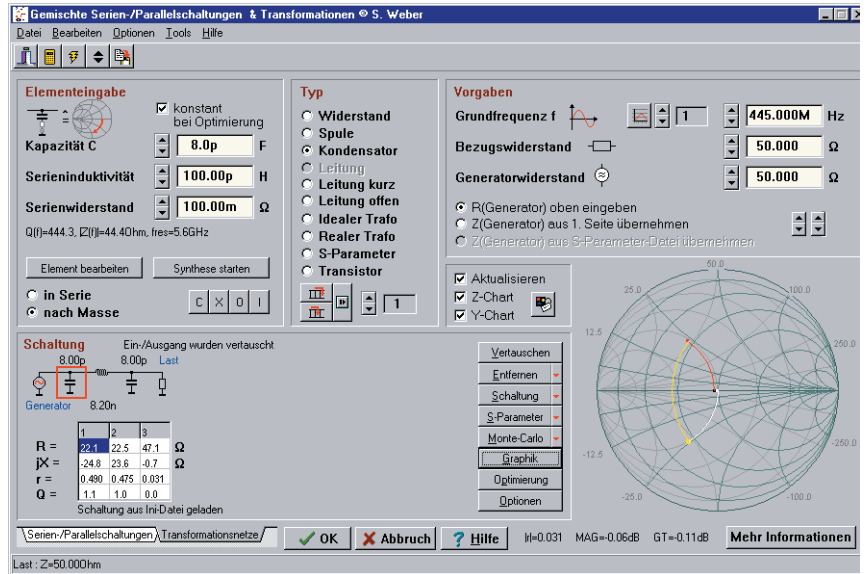 Gemischte Serien-/Parallelschaltungen & Transformationen © S. Weber
Datei Bearbeiten Optionen Tools Hilfe
Elementeingabe
konstant
bei Optimierung
Kapazität C 8.0p F
Serieninduktivität 100.00p H
Serienwiderstand 100.00m Ω
Q(f)=444.3, |Z(f)|=44.4Ohm, fres=5.6GHz
Element bearbeiten Synthese starten
in Serie
nach Masse
C X O I
Typ
Widerstand
Spule
Kondensator
Leitung
Leitung kurz
Leitung offen
Idealer Trafo
Realer Trafo
S-Parameter
Transistor
1
Vorgaben
Grundfrequenz f 1 445.000M Hz
Bezugswiderstand 50.000 Ω
Generatorwiderstand 50.000 Ω
R(Generator) oben eingeben
Z(Generator) aus 1. Seite übernehmen
Z(Generator) aus S-Parameter-Datei übernehmen
Aktualisieren
Z-Chart
Y-Chart
50.0
25.0 100.0
12.5 250.0
-12.5 -250.0
-25.0 -100.0
Schaltung Ein-/Ausgang wurden vertauscht
8.00p 8.00p Last
Generator 8.20n
1 2 3
R = 22.1 22.5 47.1 Ω
jX = -24.8 23.6 -0.7 Ω
r = 0.490 0.475 0.031
Q = 1.1 1.0 0.0
Schaltung aus Ini-Datei geladen
Vertauschen
Entfernen
Schaltung
S-Parameter
Monte-Carlo
Graphik
Optimierung
Optionen
Serien-/Parallelschaltungen Transformationsnetze
OK Abbruch Hilfe |r|=0.031 MAG=-0.06dB GT=-0.11dB Mehr Informationen
Last : Z=50.00Ohm